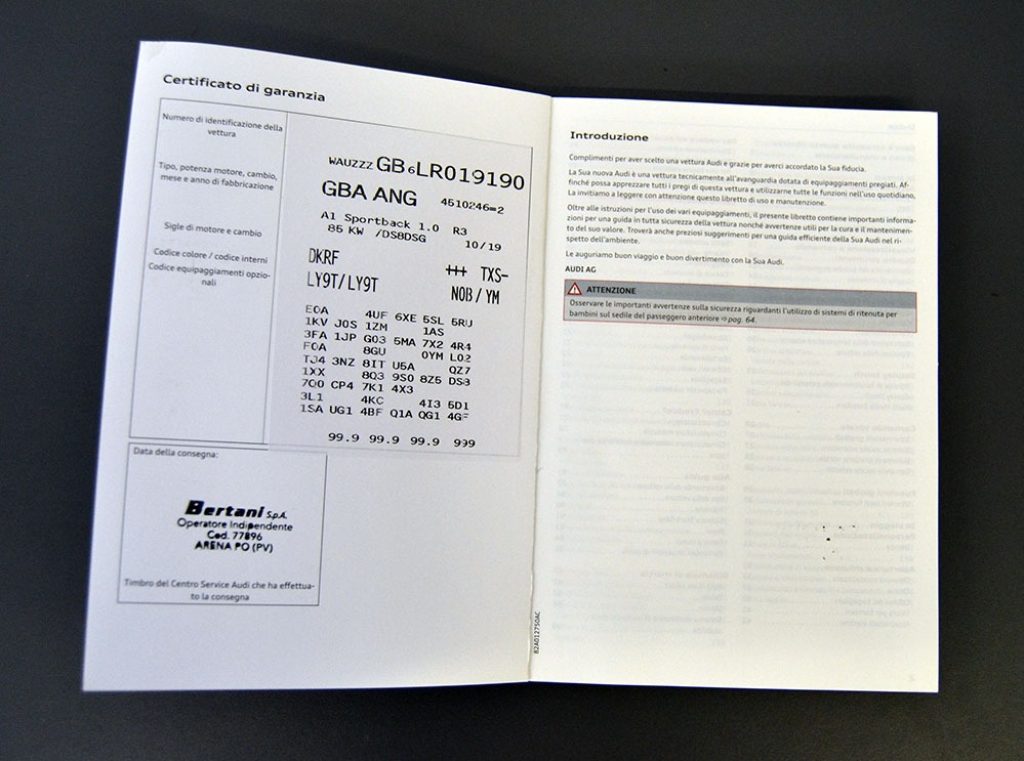 Certificato di garanzia
Numero di identificazione della
vettura
Tipo, potenza motore, cambio,
mese e anno di fabbricazione
Sigle di motore e cambio
Codice colore / codice interni
Codice equipaggiamenti opzio-
nali
WAUZZZ GB6LR019190
GBA ANG 4510246=2
A1 Sportback 1.0 R3
85 KW /DS8DSG 10/19
DKRF +++ TXS-
LY9T/LY9T N0B/YM
E0A 4UF 6XE 5SL 5RU
1KV J0S 1ZM 1AS
3FA 1JP G03 5MA 7X2 4R4
F0A 8GU 0YM L02
TJ4 3NZ 8IT U5A QZ7
1XX 8Q3 9S0 8Z5 DS3
7Q0 CP4 7K1 4X3
3L1 4KC 4I3 5D1
1SA UG1 4BF Q1A QG1 4GF
99.9 99.9 99.9 999
Data della consegna:
Bertani S.p.A.
Operatore Indipendente
Cod. 77896
ARENA PO (PV)
Timbro del Centro Service Audi che ha effettua-
to la consegna
Introduzione
Complimenti per aver scelto una vettura Audi e grazie per averci accordato la Sua fiducia.
La Sua nuova Audi è una vettura tecnicamente all'avanguardia dotata di equipaggiamenti pregiati. Af-
finché possa apprezzare tutti i pregi di questa vettura e utilizzarne tutte le funzioni nell'uso quotidiano,
La invitiamo a leggere con attenzione questo libretto di uso e manutenzione.
Oltre alle istruzioni per l'uso dei vari equipaggiamenti, il presente libretto contiene importanti informa-
zioni per una guida in tutta sicurezza della vettura nonché avvertenze utili per la cura e il mantenimen-
to del suo valore. Troverà anche preziosi suggerimenti per una guida efficiente della Sua Audi nel ri-
spetto dell'ambiente.
Le auguriamo buon viaggio e buon divertimento con la Sua Audi.
AUDI AG
ATTENZIONE
Osservare le importanti avvertenze sulla sicurezza riguardanti l'utilizzo di sistemi di ritenuta per
bambini sul sedile del passeggero anteriore ⇒ pag. 64.
82A012750AC